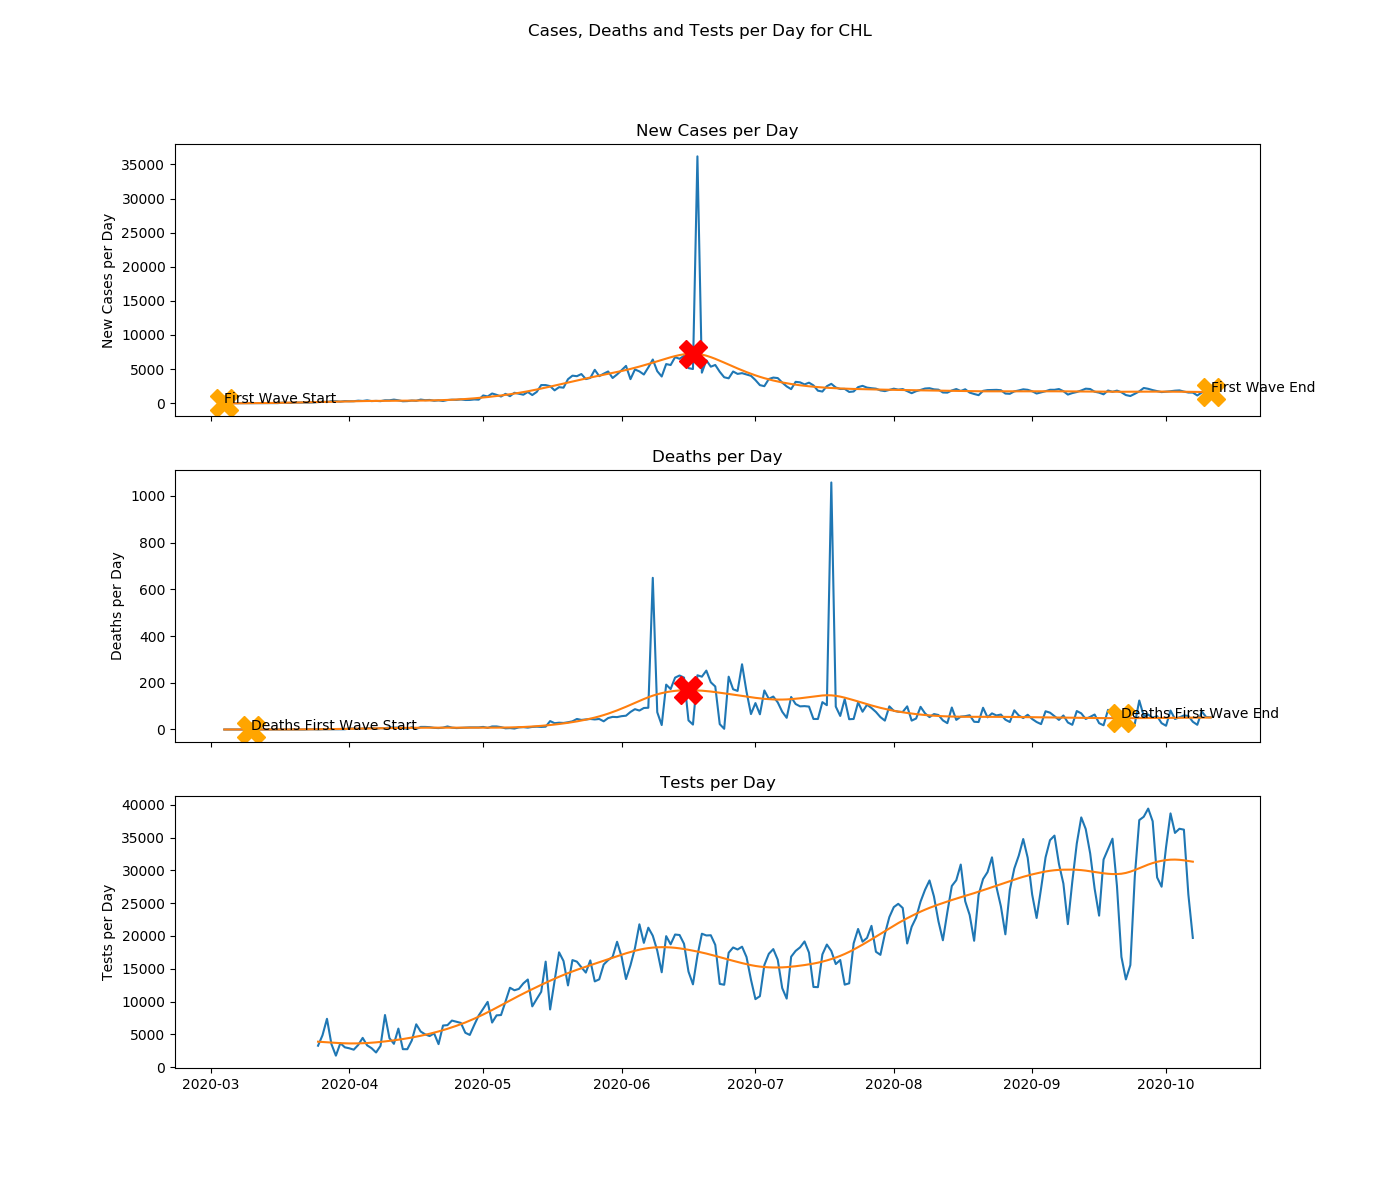 Cases, Deaths and Tests per Day for CHL
New Cases per Day
New Cases per Day
35000
30000
25000
20000
15000
10000
5000
0
First Wave Start
First Wave End
Deaths per Day
Deaths per Day
1000
800
600
400
200
0
Deaths First Wave Start
Deaths First Wave End
Tests per Day
Tests per Day
40000
35000
30000
25000
20000
15000
10000
5000
0
2020-03 2020-04 2020-05 2020-06 2020-07 2020-08 2020-09 2020-10